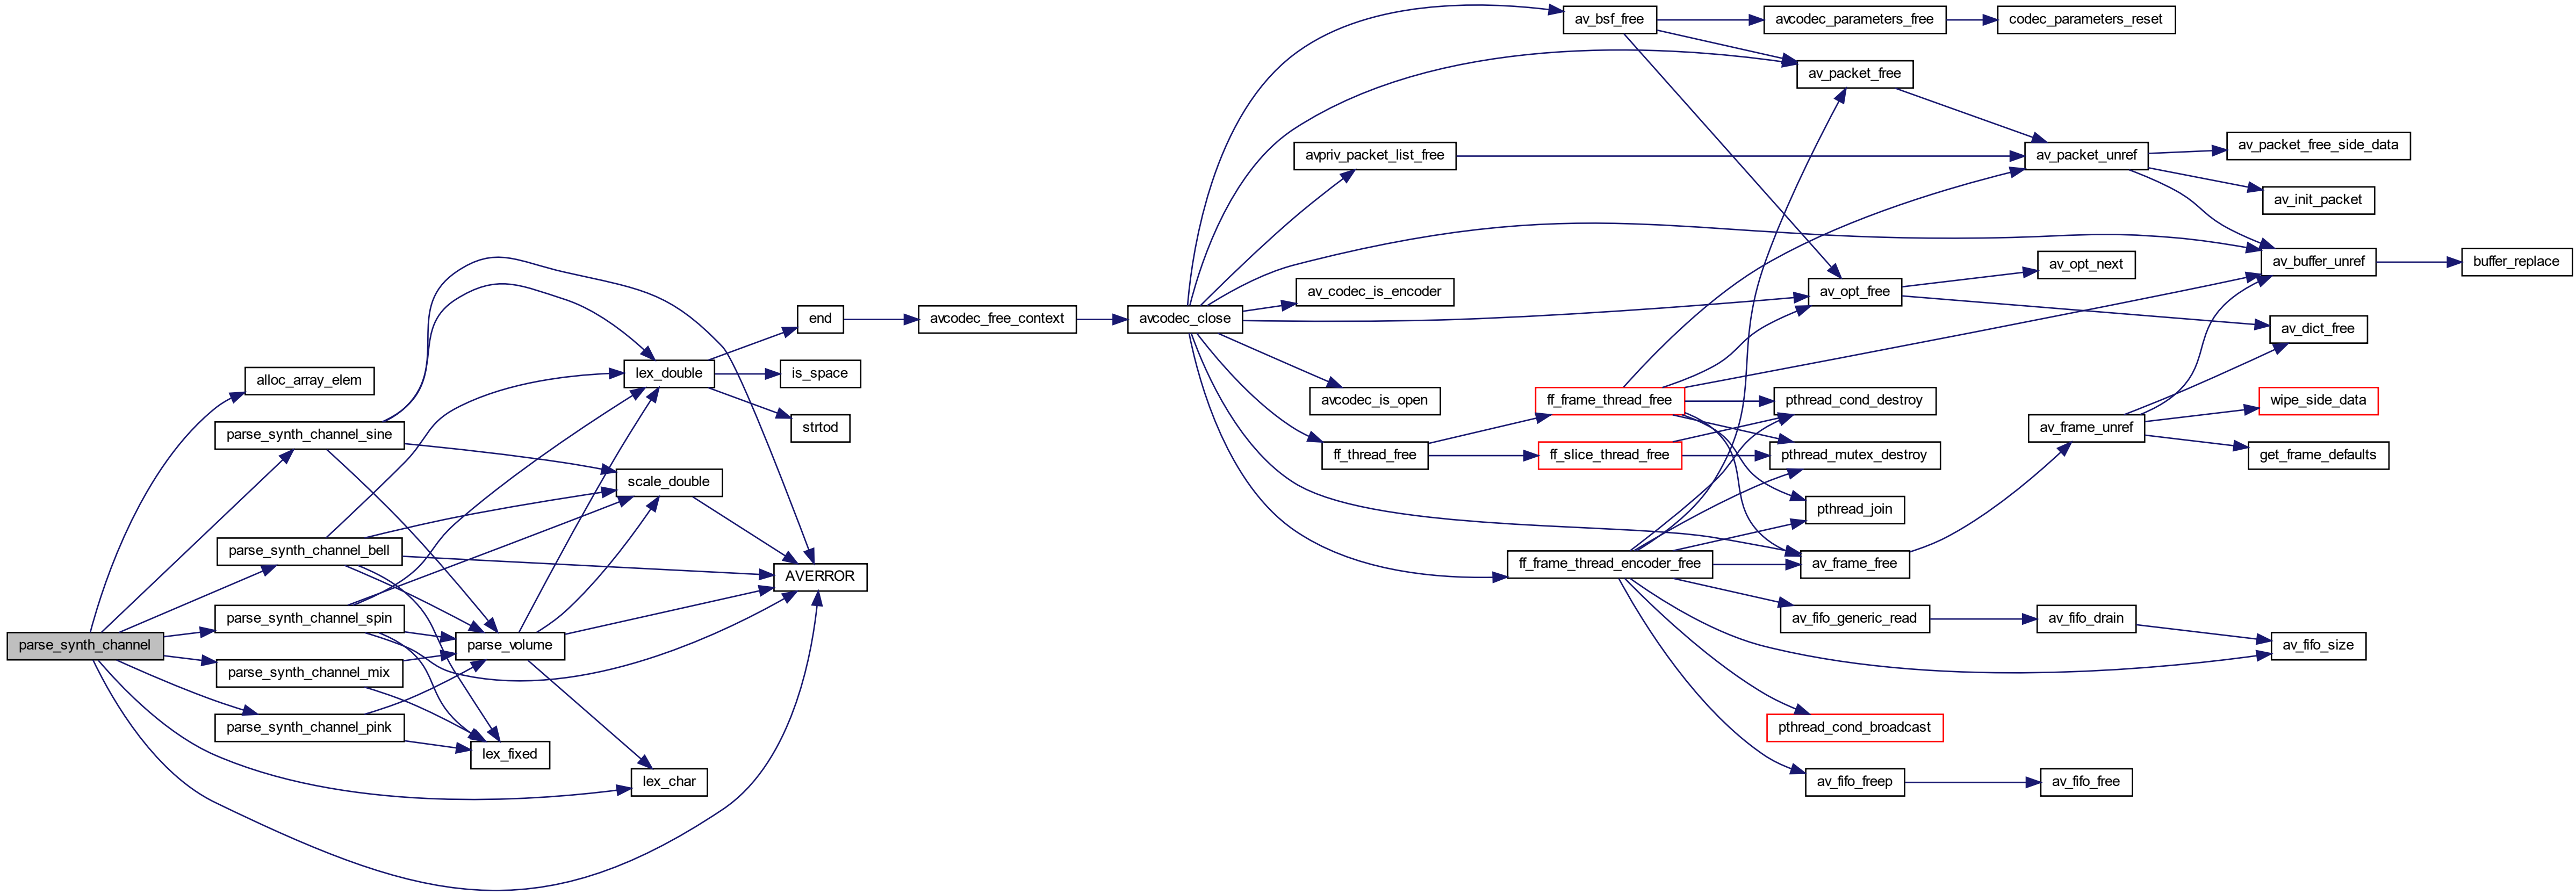 parse_synth_channel
alloc_array_elem
parse_synth_channel_sine
parse_synth_channel_bell
parse_synth_channel_spin
parse_synth_channel_mix
parse_synth_channel_pink
parse_volume
lex_fixed
lex_double
scale_double
lex_char
end
is_space
strtod
AVERROR
avcodec_free_context
avcodec_close
avpriv_packet_list_free
av_codec_is_encoder
avcodec_is_open
ff_thread_free
av_bsf_free
ff_frame_thread_free
ff_slice_thread_free
ff_frame_thread_encoder_free
avcodec_parameters_free
av_packet_free
av_opt_free
pthread_cond_destroy
pthread_mutex_destroy
pthread_join
av_frame_free
av_fifo_generic_read
pthread_cond_broadcast
av_fifo_freep
codec_parameters_reset
av_packet_unref
av_opt_next
av_frame_unref
av_fifo_drain
av_fifo_free
av_packet_free_side_data
av_init_packet
av_buffer_unref
av_dict_free
wipe_side_data
get_frame_defaults
av_fifo_size
buffer_replace